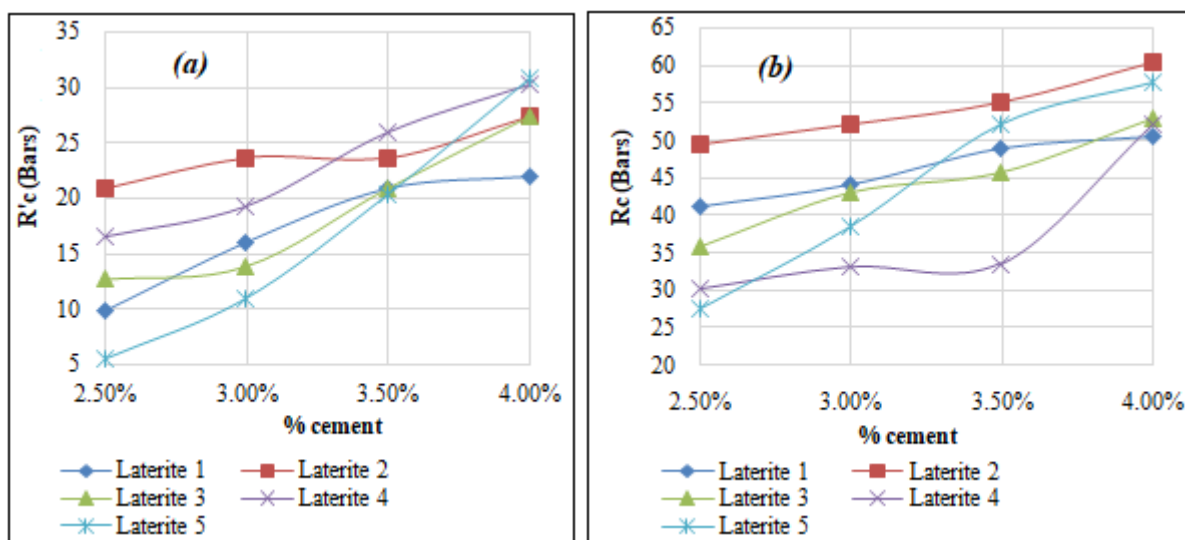 (a)
R'c (Bars)
35
30
25
20
15
10
5
2.50% 3.00% 3.50% 4.00%
% cement
Laterite 1 Laterite 2
Laterite 3 Laterite 4
Laterite 5
(b)
Rc (Bars)
65
60
55
50
45
40
35
30
25
20
2.50% 3.00% 3.50% 4.00%
% cement
Laterite 1 Laterite 2
Laterite 3 Laterite 4
Laterite 5